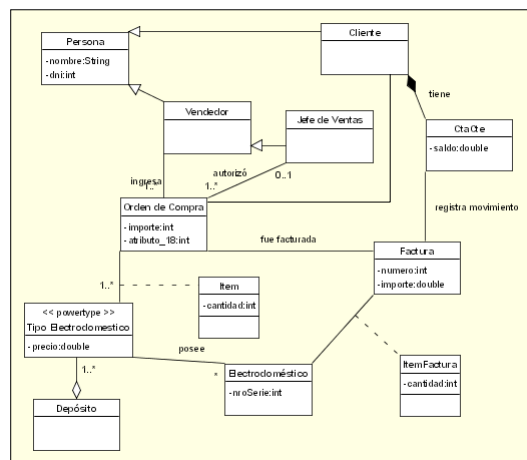 Persona
-nombre:String
-dni:int
Cliente
tiene
Vendedor
Jefe de Ventas
CtaCte
-saldo:double
ingresa
1..*
autorizó
1..*
0..1
Orden de Compra
-importe:int
-atributo_18:int
registra movimiento
fue facturada
Factura
-numero:int
-importe:double
1..*
Item
-cantidad:int
<< powertype >>
Tipo Electrodomestico
-precio:double
posee
*
1..*
Electrodoméstico
-nroSerie:int
ItemFactura
-cantidad:int
Depósito